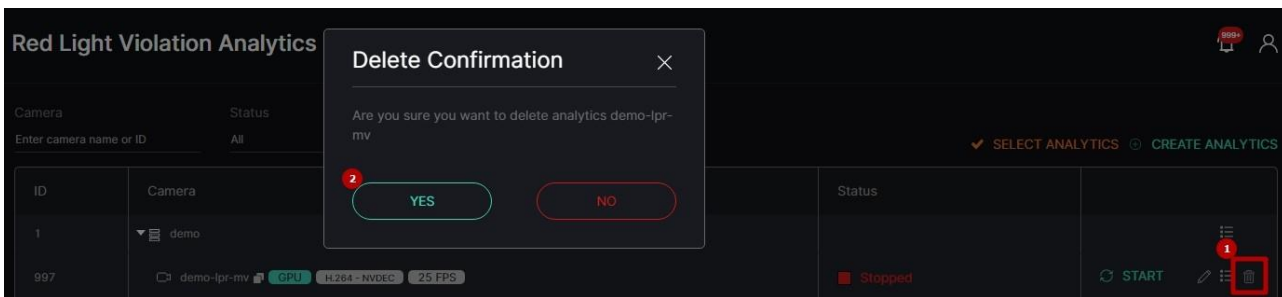 Red Light Violation Analytics
999+
Delete Confirmation
Are you sure you want to delete analytics demo-lpr-
mv
2
YES
NO
Camera
Status
Enter camera name or ID
All
SELECT ANALYTICS
CREATE ANALYTICS
ID
Camera
Status
1
demo
1
997
demo-lpr-mv
GPU
H.264 - NVDEC
25 FPS
Stopped
START